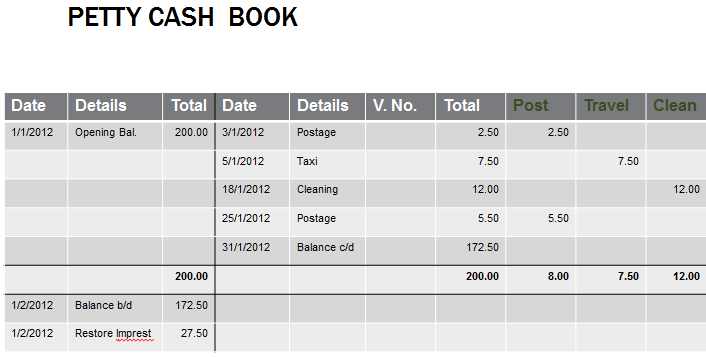 PETTY CASH BOOK
Date Details Total Date Details V. No. Total Post Travel Clean
1/1/2012 Opening Bal. 200.00 3/1/2012 Postage 2.50 2.50
5/1/2012 Taxi 7.50 7.50
18/1/2012 Cleaning 12.00 12.00
25/1/2012 Postage 5.50 5.50
31/1/2012 Balance c/d 172.50
200.00 200.00 8.00 7.50 12.00
1/2/2012 Balance b/d 172.50
1/2/2012 Restore Imprest 27.50